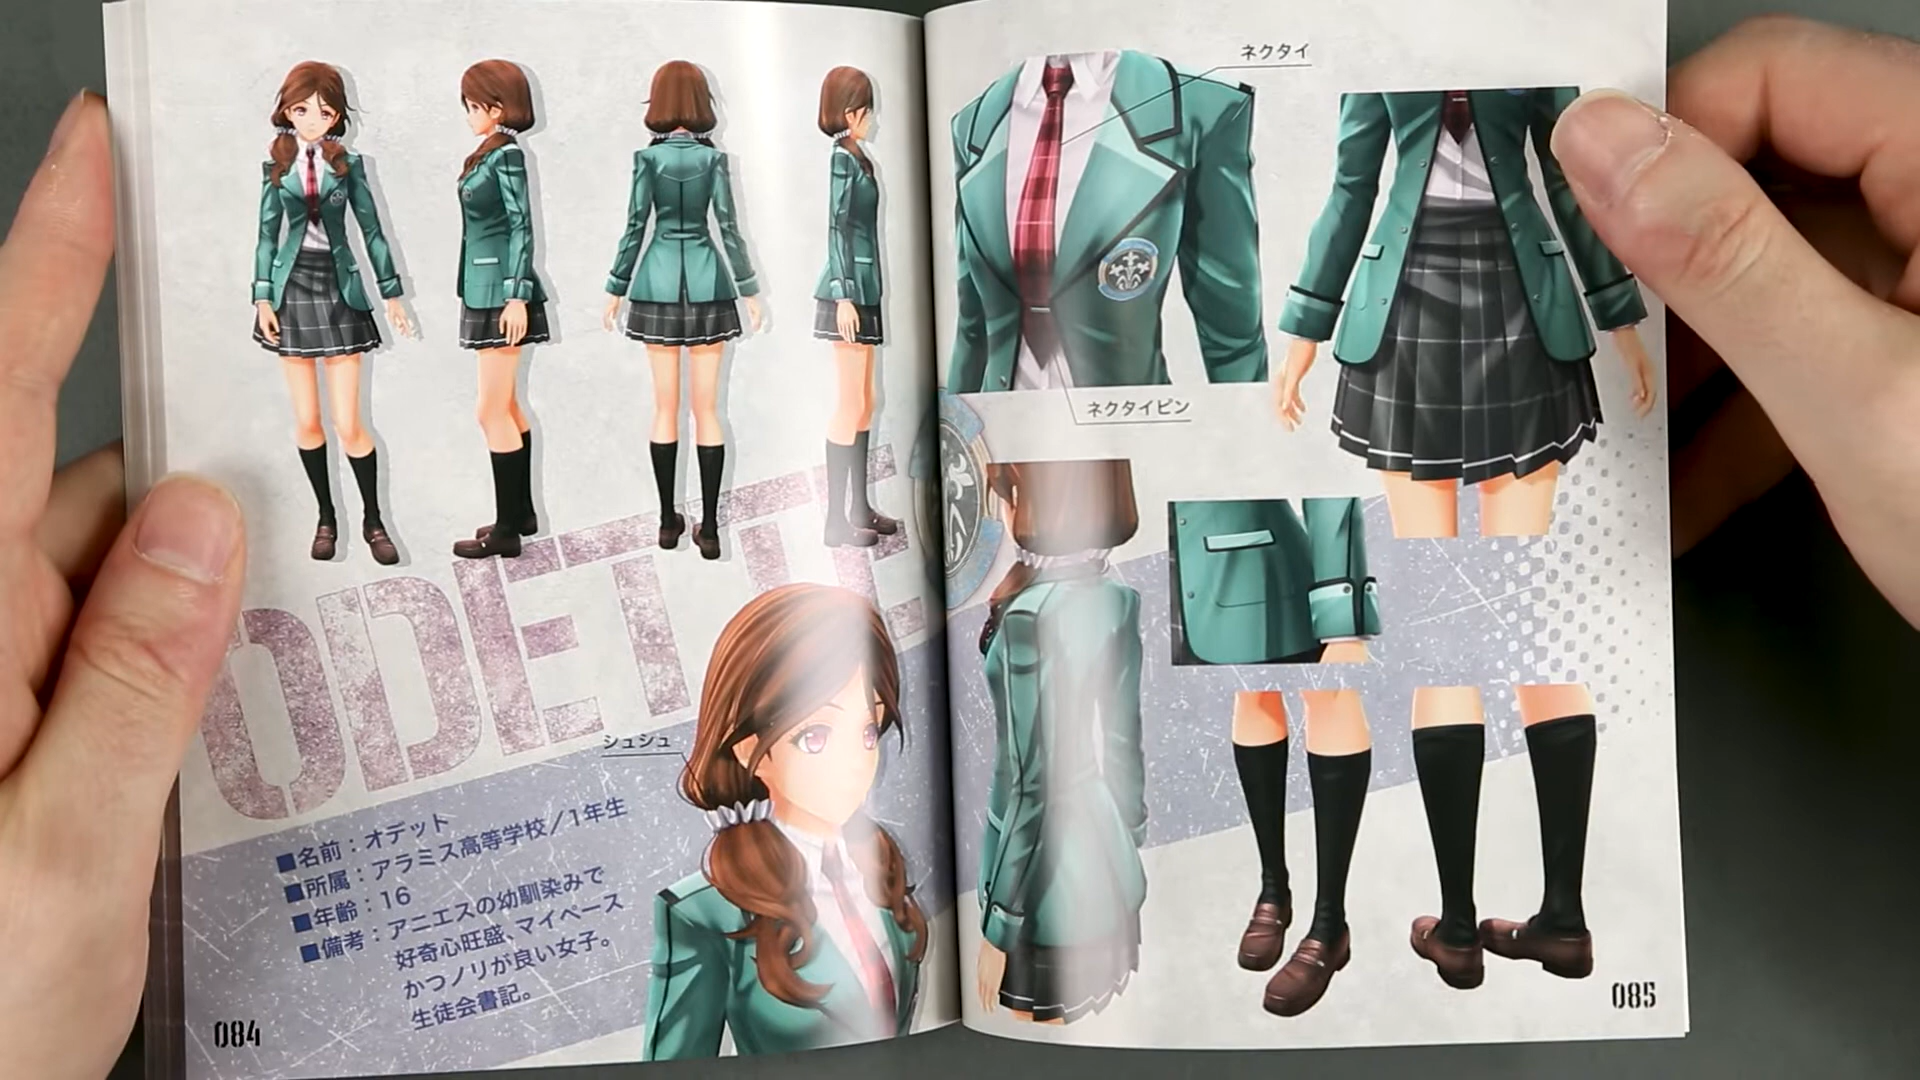 ODETTE
シュシュ
■名前：オデット
■所属：アラミス高等学校／1年生
■年齢：16
■備考：アニエスの幼馴染みで
好奇心旺盛、マイペース
かつノリが良い女子。
生徒会書記。
084
ネクタイ
ネクタイピン
085